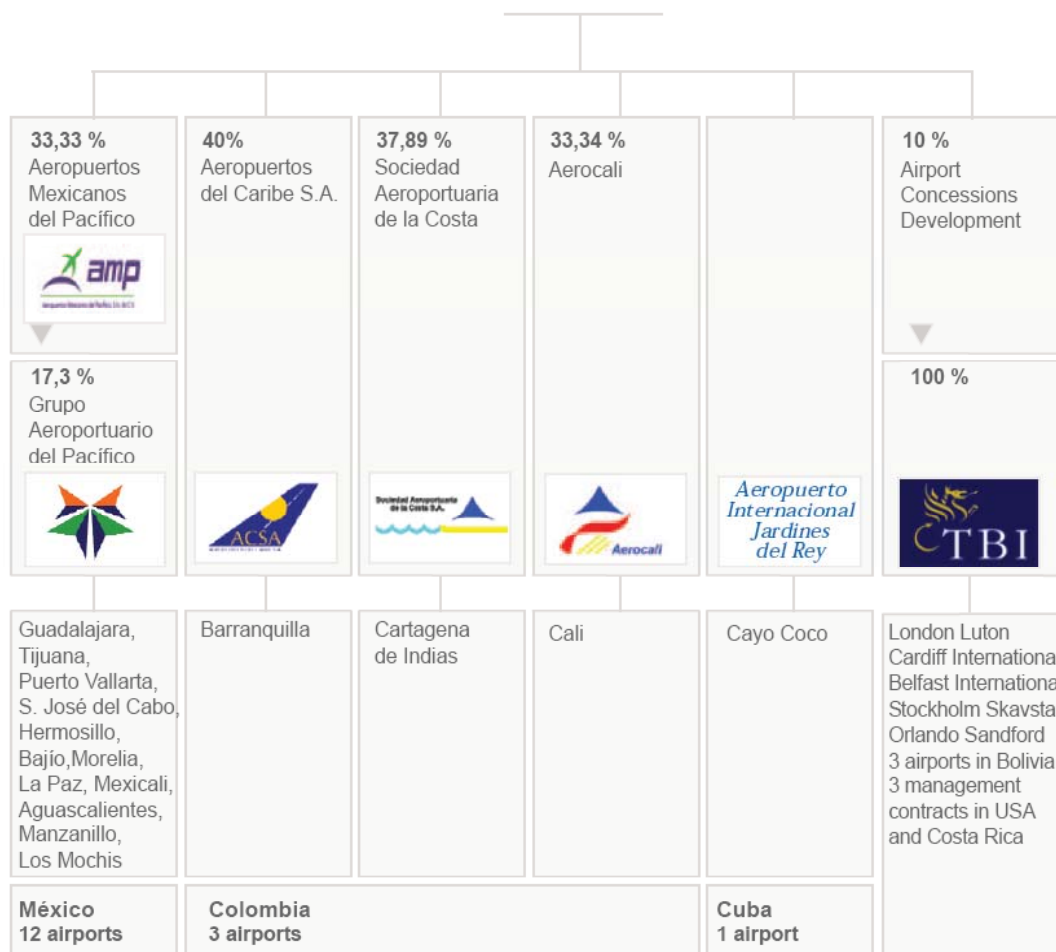 33,33 %
Aeropuertos
Mexicanos
del Pacífico
amp
40%
Aeropuertos
del Caribe S.A.
37,89 %
Sociedad
Aeroportuaria
de la Costa
33,34 %
Aerocali
10 %
Airport
Concessions
Development
17,3 %
Grupo
Aeroportuario
del Pacífico
100 %
ACSA
Sociedad Aeroportuaria
de la Costa S.A.
Aerocali
Aeropuerto
Internacional
Jardines
del Rey
TBI
Guadalajara,
Tijuana,
Puerto Vallarta,
S. José del Cabo,
Hermosillo,
Bajío,Morelia,
La Paz, Mexicali,
Aguascalientes,
Manzanillo,
Los Mochis
Barranquilla
Cartagena
de Indias
Cali
Cayo Coco
London Luton
Cardiff Internationa
Belfast Internationa
Stockholm Skavsta
Orlando Sandford
3 airports in Bolivia
3 management
contracts in USA
and Costa Rica
México
12 airports
Colombia
3 airports
Cuba
1 airport